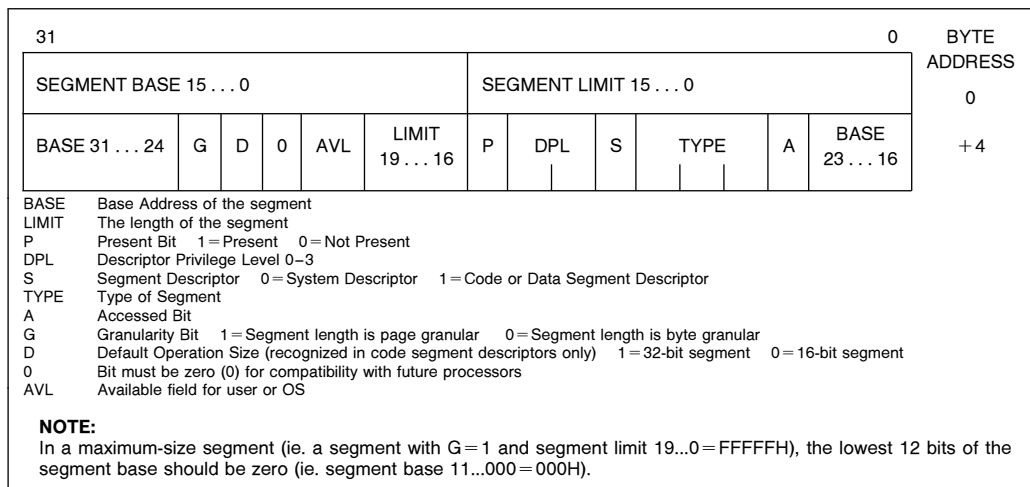 31 0 BYTE
ADDRESS
SEGMENT BASE 15 . . . 0 SEGMENT LIMIT 15 . . . 0 0
BASE 31 . . . 24 G D 0 AVL LIMIT 19 . . . 16 P DPL S TYPE A BASE 23 . . . 16 +4
BASE Base Address of the segment
LIMIT The length of the segment
P Present Bit 1=Present 0=Not Present
DPL Descriptor Privilege Level 0–3
S Segment Descriptor 0=System Descriptor 1=Code or Data Segment Descriptor
TYPE Type of Segment
A Accessed Bit
G Granularity Bit 1=Segment length is page granular 0=Segment length is byte granular
D Default Operation Size (recognized in code segment descriptors only) 1=32-bit segment 0=16-bit segment
0 Bit must be zero (0) for compatibility with future processors
AVL Available field for user or OS
NOTE:
In a maximum-size segment (ie. a segment with G=1 and segment limit 19...0=FFFFFH), the lowest 12 bits of the
segment base should be zero (ie. segment base 11...000=000H).